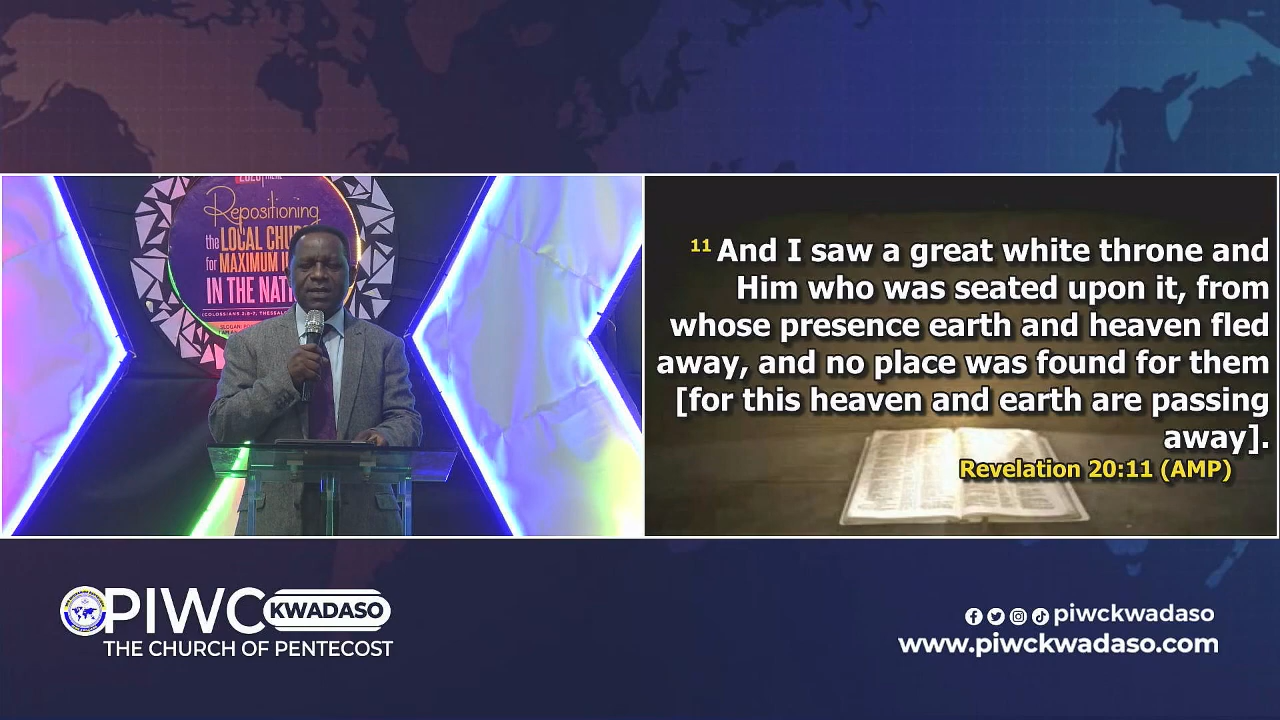 Repositioning
the LOCAL
for MAXIMUM
IN THE
11 And I saw a great white throne and
Him who was seated upon it, from
whose presence earth and heaven fled
away, and no place was found for them
[for this heaven and earth are passing
away].
Revelation 20:11 (AMP)
PIWC KWADASO
THE CHURCH OF PENTECOST
piwckwadaso
www.piwckwadaso.com